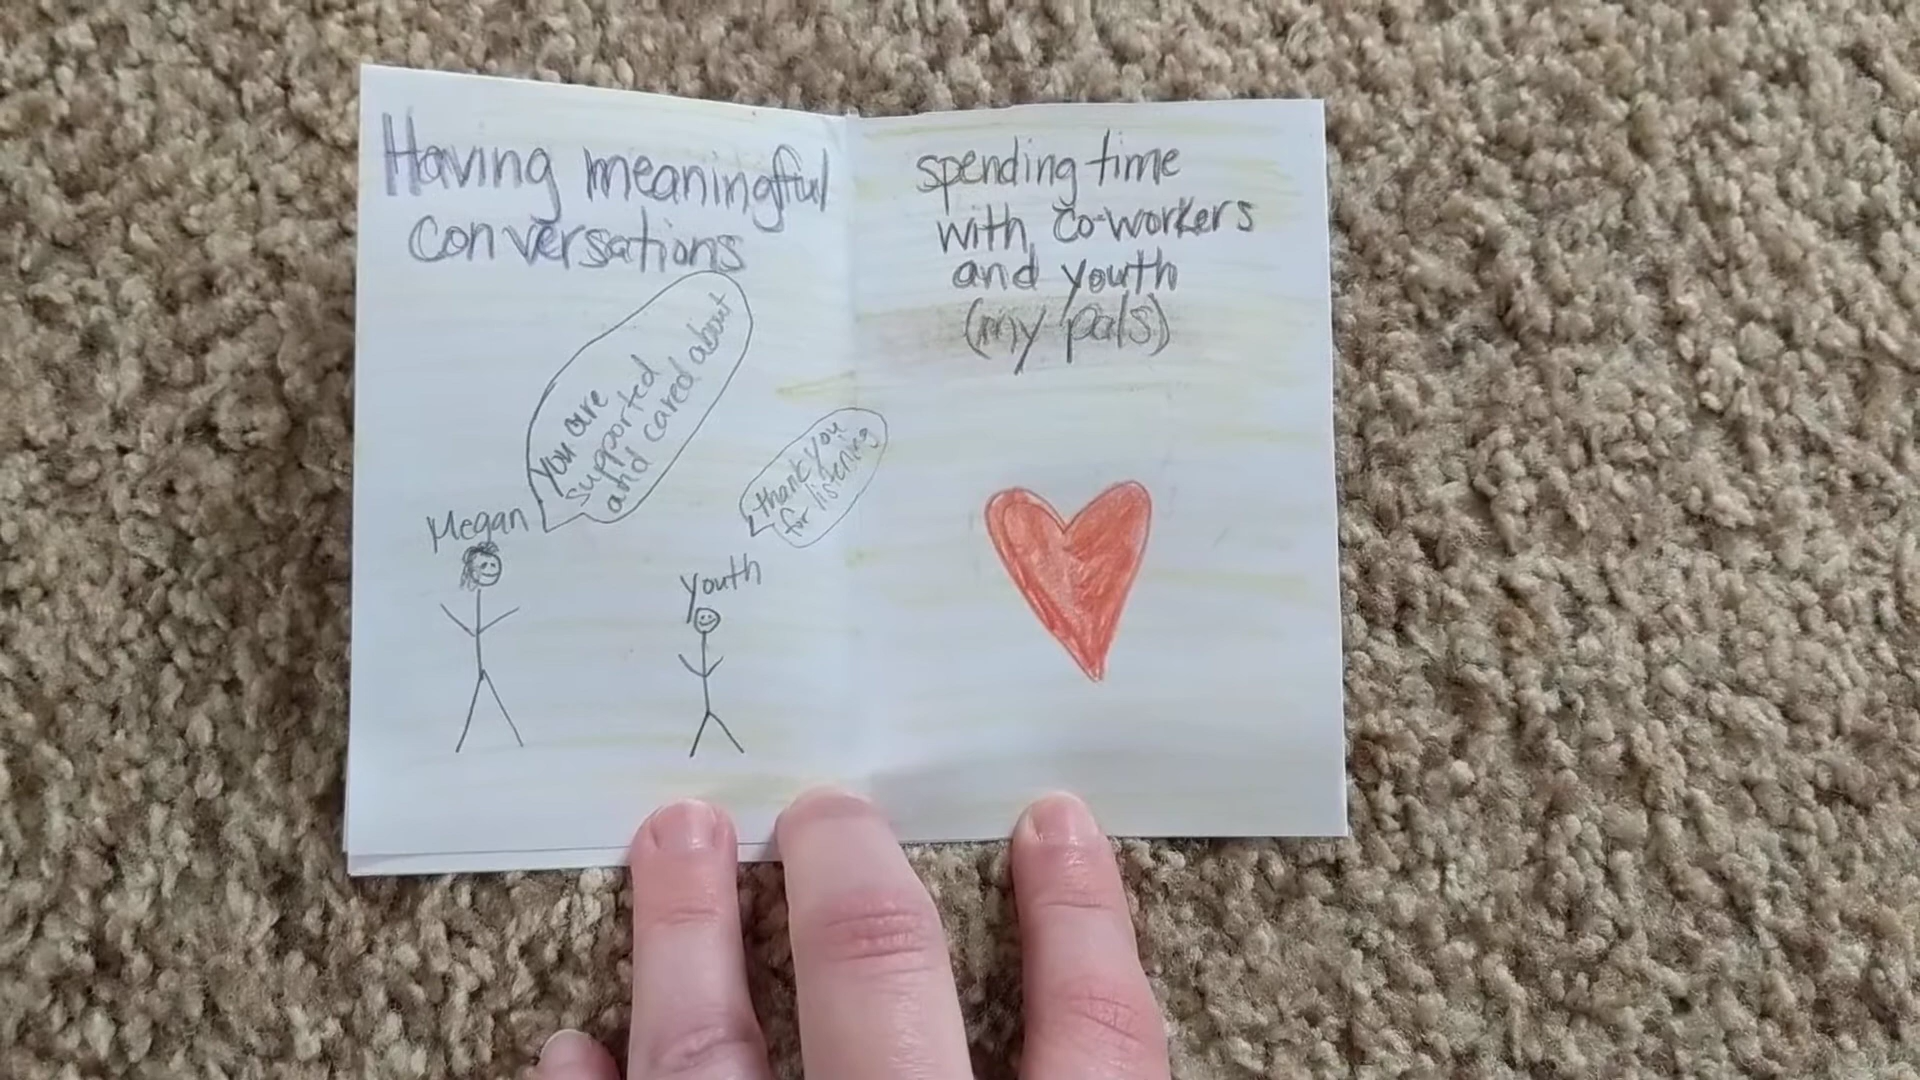 Having meaningful
conversations
You are
supported
and cared about
thank you
for listening
Megan
Youth
spending time
with co-workers
and youth
(my pals)